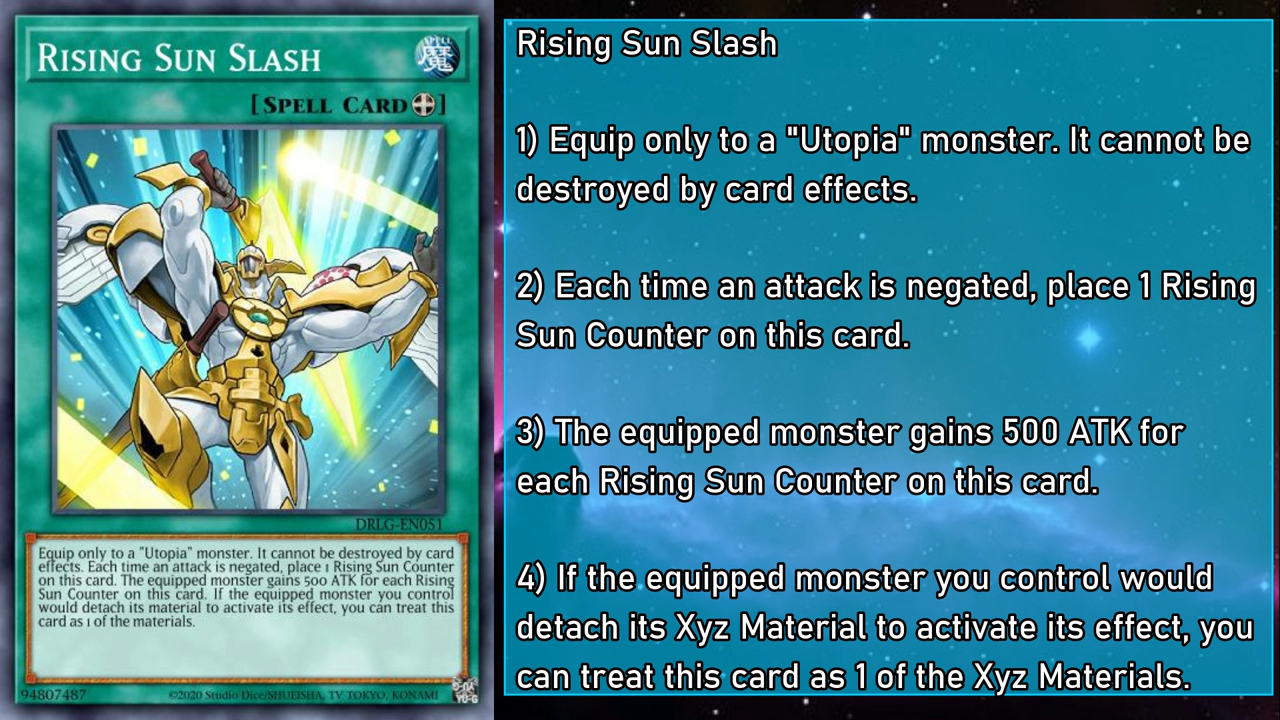 RISING SUN SLASH
SPELL
魔
[SPELL CARD]
DRLG-EN051
Equip only to a "Utopia" monster. It cannot be destroyed by card
effects. Each time an attack is negated, place 1 Rising Sun Counter
on this card. The equipped monster gains 500 ATK for each Rising
Sun Counter on this card. If the equipped monster you control
would detach its material to activate its effect, you can treat this
card as 1 of the materials.
94807487
©2020 Studio Dice/SHUEISHA, TV TOKYO, KONAMI
Rising Sun Slash
1) Equip only to a "Utopia" monster. It cannot be
destroyed by card effects.
2) Each time an attack is negated, place 1 Rising
Sun Counter on this card.
3) The equipped monster gains 500 ATK for
each Rising Sun Counter on this card.
4) If the equipped monster you control would
detach its Xyz Material to activate its effect, you
can treat this card as 1 of the Xyz Materials.